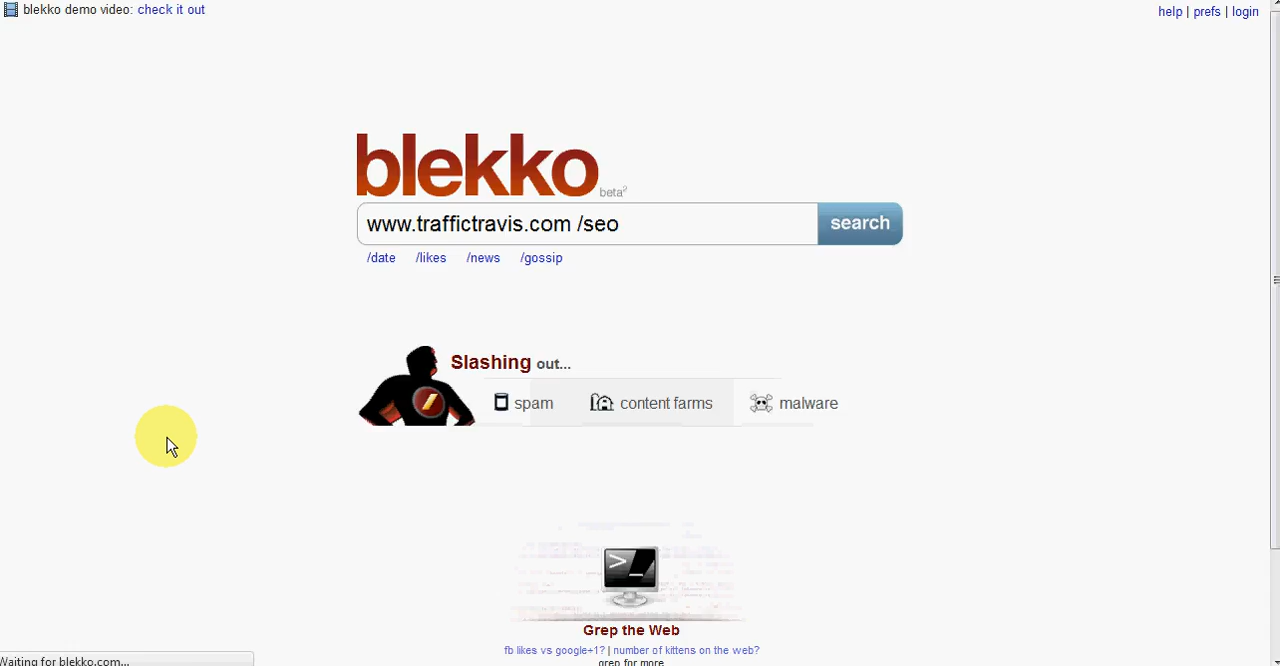 blekko demo video: check it out
help | prefs | login
blekko beta²
www.traffictravis.com /seo
search
/date /likes /news /gossip
Slashing out...
spam content farms malware
>_
Grep the Web
fb likes vs google+1? | number of kittens on the web?
grep for more
Waiting for blekko.com...